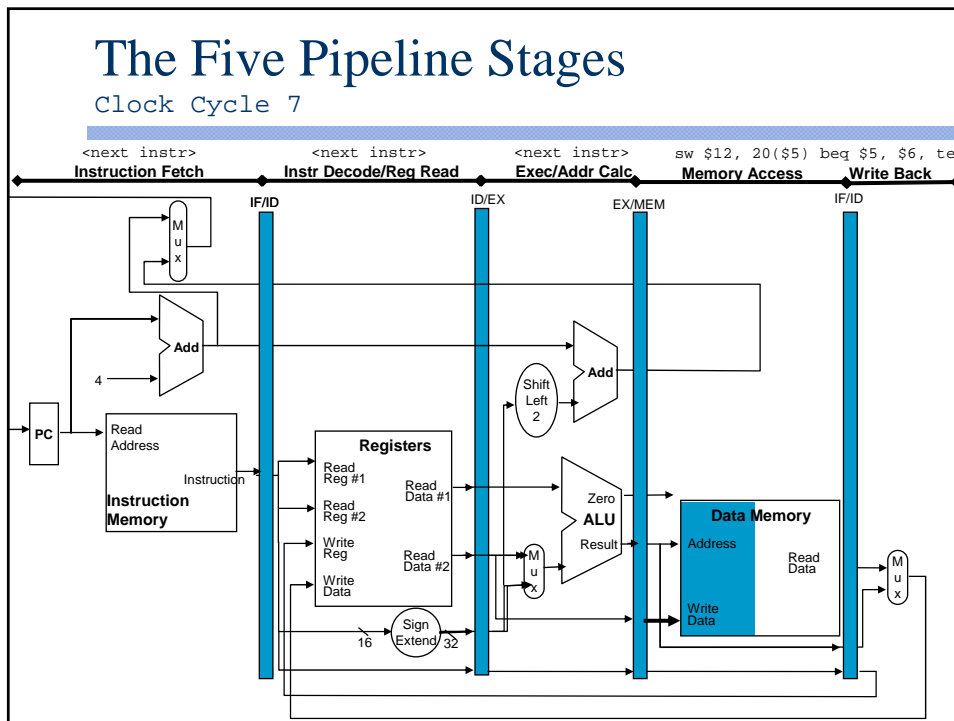 The Five Pipeline Stages
Clock Cycle 7
<next instr> <next instr> <next instr> sw $12, 20($5) beq $5, $6, te
Instruction Fetch Instr Decode/Reg Read Exec/Addr Calc Memory Access Write Back
IF/ID ID/EX EX/MEM IF/ID
M
u
x
Add
4
PC
Read
Address
Instruction
Instruction
Memory
Registers
Read
Reg #1
Read
Reg #2
Write
Reg
Write
Data
Read
Data #1
Read
Data #2
16
Sign
Extend
32
Shift
Left
2
Add
M
u
x
Zero
ALU
Result
Data Memory
Address
Read
Data
Write
Data
M
u
x